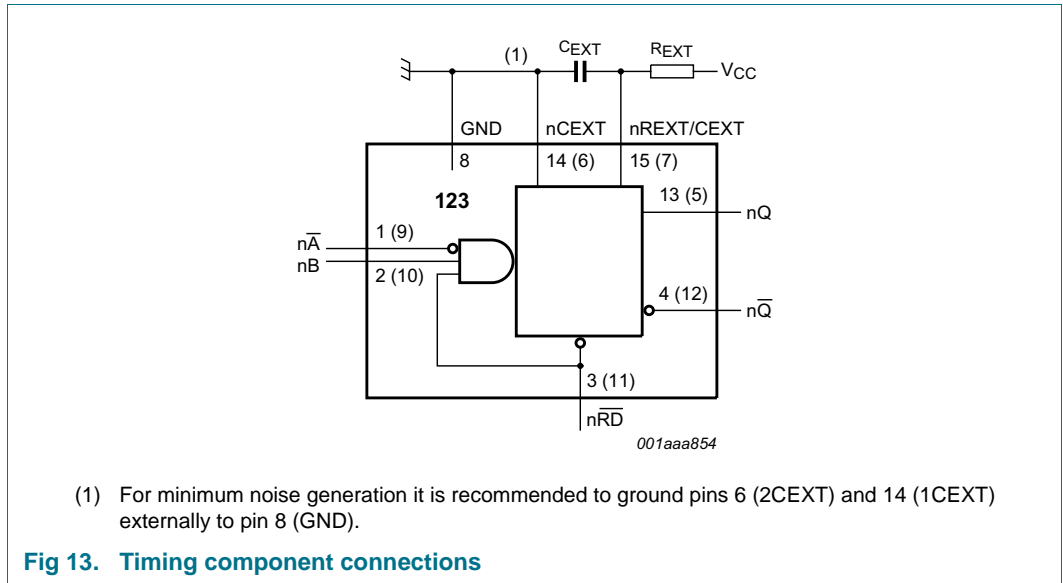 (1) CEXT REXT
VCC
GND nCEXT nREXT/CEXT
8 14 (6) 15 (7)
123
13 (5)
nQ
1 (9)
nA̅
nB
2 (10)
4 (12)
nQ̅
3 (11)
nR̅D̅
001aaa854
(1) For minimum noise generation it is recommended to ground pins 6 (2CEXT) and 14 (1CEXT)
externally to pin 8 (GND).
Fig 13. Timing component connections